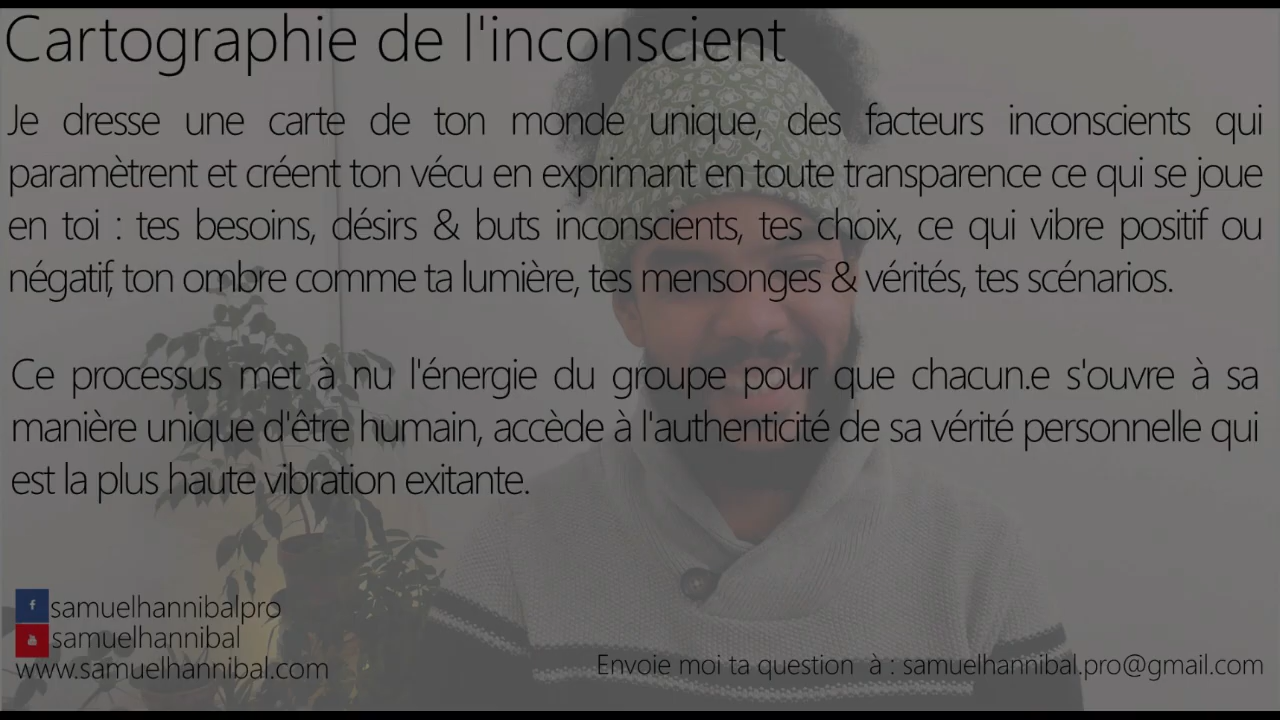 Cartographie de l'inconscient
Je dresse une carte de ton monde unique, des facteurs inconscients qui
paramètrent et créent ton vécu en exprimant en toute transparence ce qui se joue
en toi : tes besoins, désirs & buts inconscients, tes choix, ce qui vibre positif ou
négatif, ton ombre comme ta lumière, tes mensonges & vérités, tes scénarios.
Ce processus met à nu l'énergie du groupe pour que chacun.e s'ouvre à sa
manière unique d'être humain, accède à l'authenticité de sa vérité personnelle qui
est la plus haute vibration exitante.
samuelhannibalpro
samuelhannibal
www.samuelhannibal.com
Envoie moi ta question à : samuelhannibal.pro@gmail.com